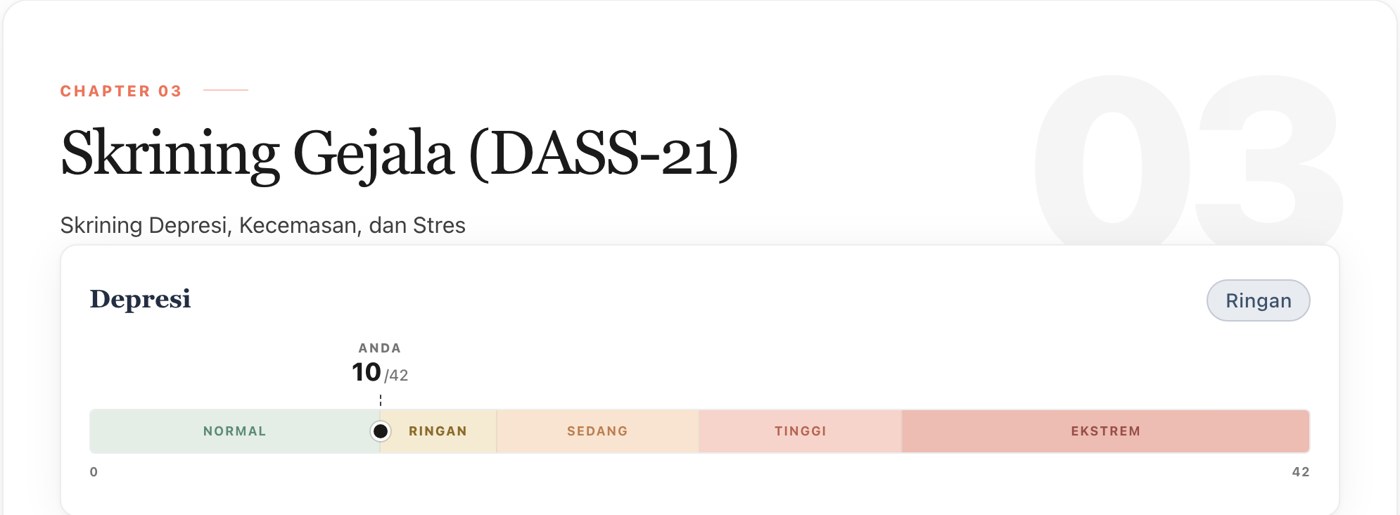 CHAPTER 03
03
Skrining Gejala (DASS-21)
Skrining Depresi, Kecemasan, dan Stres
Depresi
Ringan
ANDA
10/42
NORMAL
RINGAN
SEDANG
TINGGI
EKSTREM
0
42